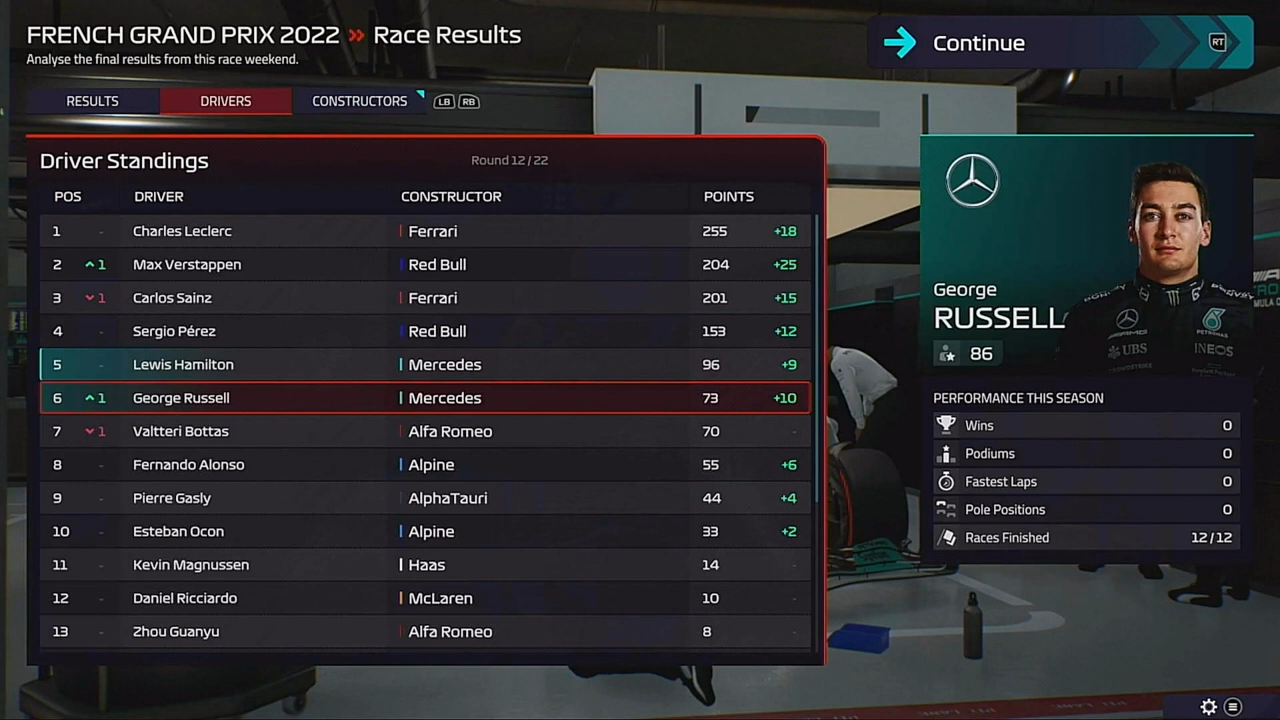 FRENCH GRAND PRIX 2022 » Race Results
Analyse the final results from this race weekend.
Continue RT
RESULTS DRIVERS CONSTRUCTORS LB RB
Driver Standings Round 12 / 22
POS DRIVER CONSTRUCTOR POINTS
1 - Charles Leclerc Ferrari 255 +18
2 1 Max Verstappen Red Bull 204 +25
3 1 Carlos Sainz Ferrari 201 +15
4 - Sergio Pérez Red Bull 153 +12
5 - Lewis Hamilton Mercedes 96 +9
6 1 George Russell Mercedes 73 +10
7 1 Valtteri Bottas Alfa Romeo 70 -
8 - Fernando Alonso Alpine 55 +6
9 - Pierre Gasly AlphaTauri 44 +4
10 - Esteban Ocon Alpine 33 +2
11 - Kevin Magnussen Haas 14 -
12 - Daniel Ricciardo McLaren 10 -
13 - Zhou Guanyu Alfa Romeo 8 -
George
RUSSELL
86
AMG
PETRONAS
UBS
INEOS
CROWDSTRIKE
PERFORMANCE THIS SEASON
Wins 0
Podiums 0
Fastest Laps 0
Pole Positions 0
Races Finished 12 / 12